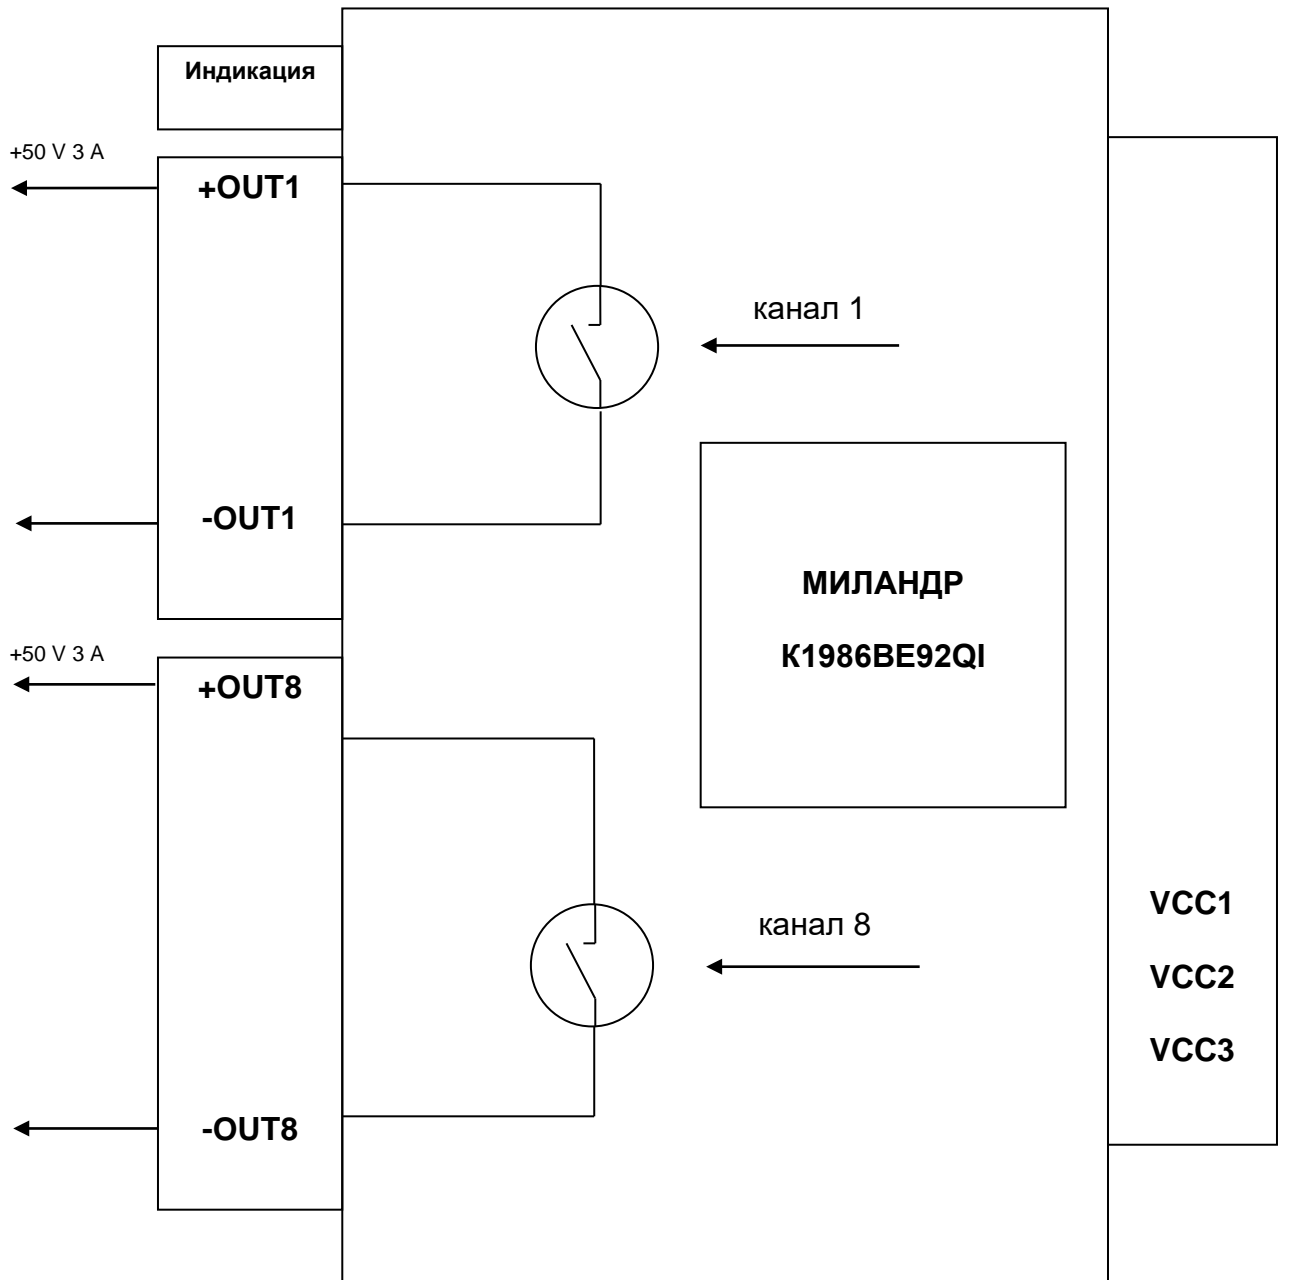 Индикация
+50 V 3 A
+OUT1
канал 1
-OUT1
МИЛАНДР
К1986ВЕ92QI
+50 V 3 A
+OUT8
канал 8
-OUT8
VCC1
VCC2
VCC3